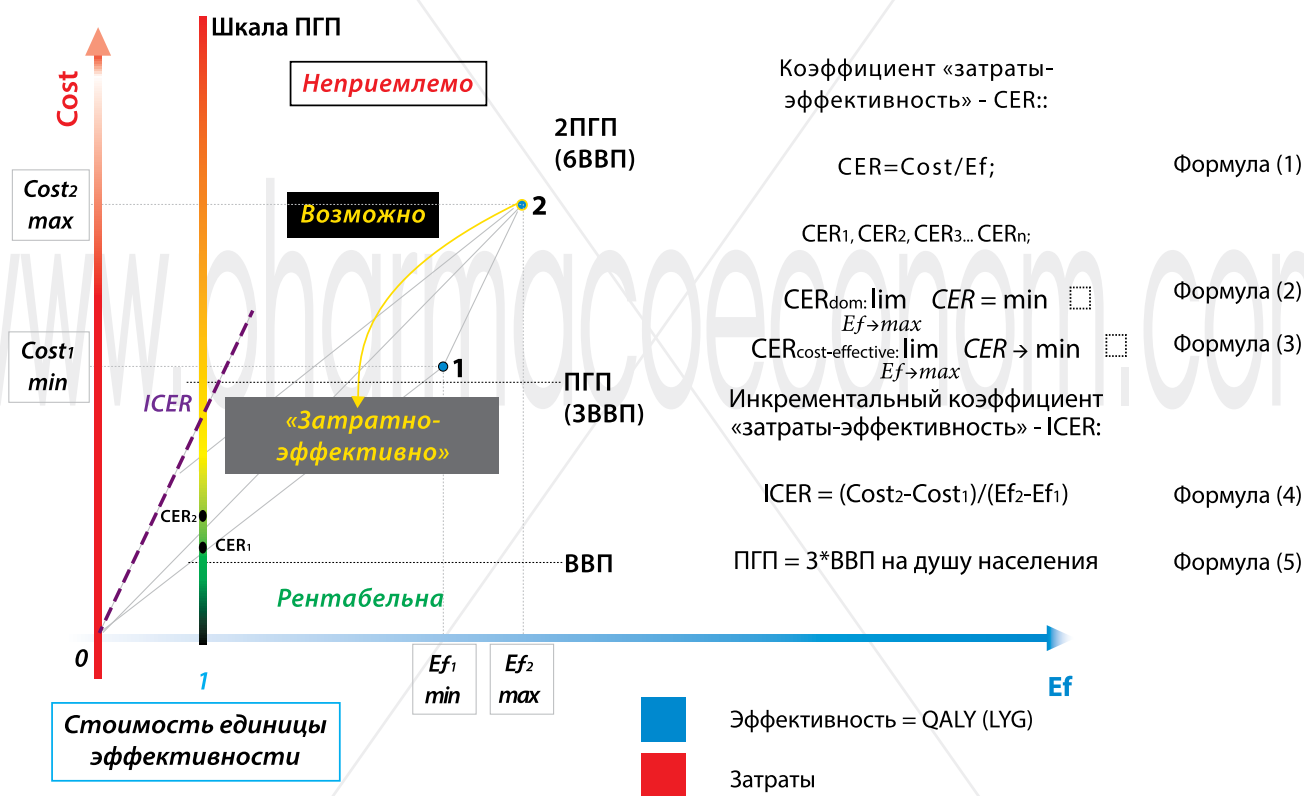 Шкала ПГП
Cost
Неприемлемо
2ПГП
(6ВВП)
Cost2
max
Возможно
2
Cost1
min
1
ICER
ПГП
(3ВВП)
«Затратно-
эффективно»
CER2
CER1
ВВП
Рентабельна
0
1
Ef1
min
Ef2
max
Ef
Стоимость единицы
эффективности
Коэффициент «затраты-
эффективность» - CER::
CER=Cost/Ef; Формула (1)
CER1, CER2, CER3... CERn;
CERdom: lim CER = min Формула (2)
Ef→max
CERcost-effective: lim CER → min Формула (3)
Ef→max
Инкрементальный коэффициент
«затраты-эффективность» - ICER:
ICER = (Cost2-Cost1)/(Ef2-Ef1) Формула (4)
ПГП = 3*ВВП на душу населения Формула (5)
Эффективность = QALY (LYG)
Затраты
www.pharmacoeconom.com